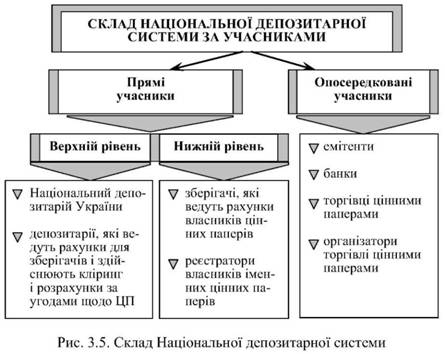 СКЛАД НАЦІОНАЛЬНОЇ ДЕПОЗИТАРНОЇ
СИСТЕМИ ЗА УЧАСНИКАМИ
Прямі
учасники
Опосередковані
учасники
Верхній рівень
Нижній рівень
Національний депо-
зитарій України
депозитарії, які ве-
дуть рахунки для
зберігачів і здій-
снюють кліринг
і розрахунки за
угодами щодо ЦП
зберігачі, які
ведуть рахунки
власників цін-
них паперів
реєстратори
власників імен-
них цінних па-
перів
емітенти
банки
торгівці цінними
паперами
організатори
торгівлі цінними
паперами
Рис. 3.5. Склад Національної депозитарної системи